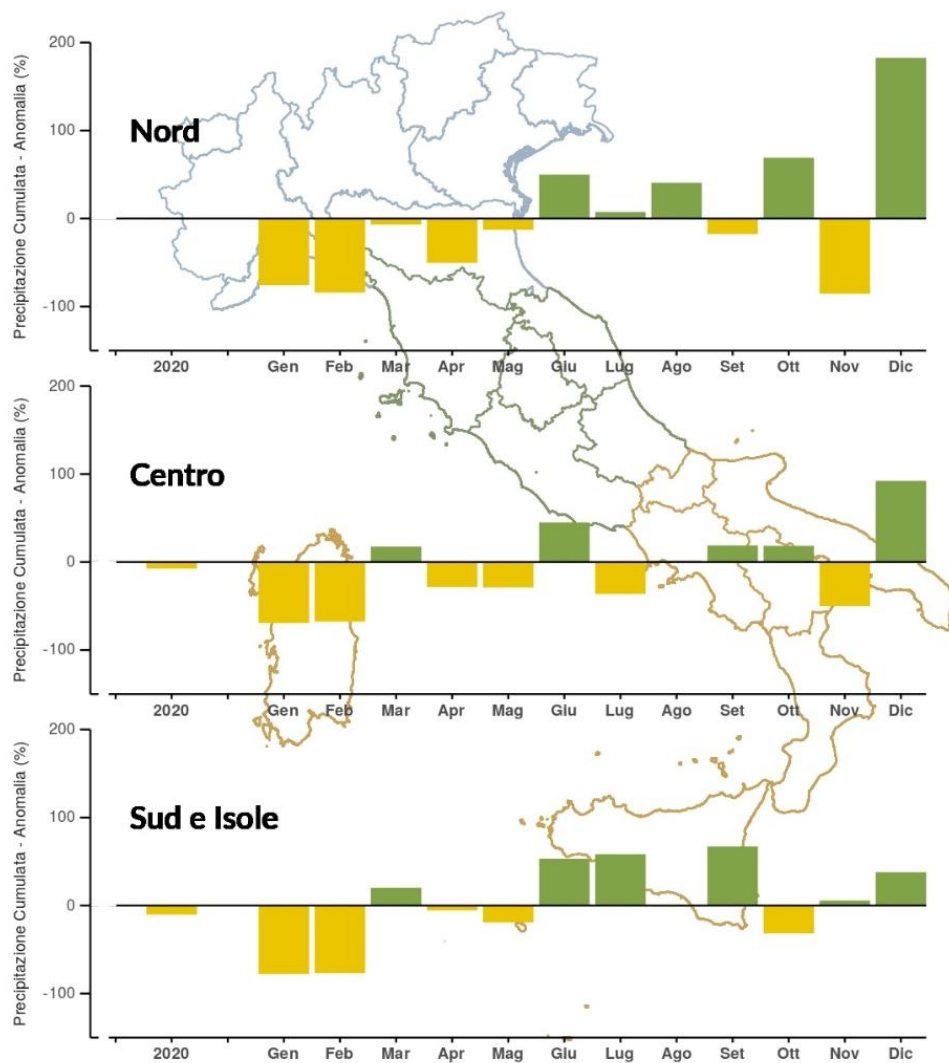 Precipitazione Cumulata - Anomalia (%)
200
100
0
-100
Nord
2020 Gen Feb Mar Apr Mag Giu Lug Ago Set Ott Nov Dic
Precipitazione Cumulata - Anomalia (%)
200
100
0
-100
Centro
2020 Gen Feb Mar Apr Mag Giu Lug Ago Set Ott Nov Dic
Precipitazione Cumulata - Anomalia (%)
200
100
0
-100
Sud e Isole
2020 Gen Feb Mar Apr Mag Giu Lug Ago Set Ott Nov Dic